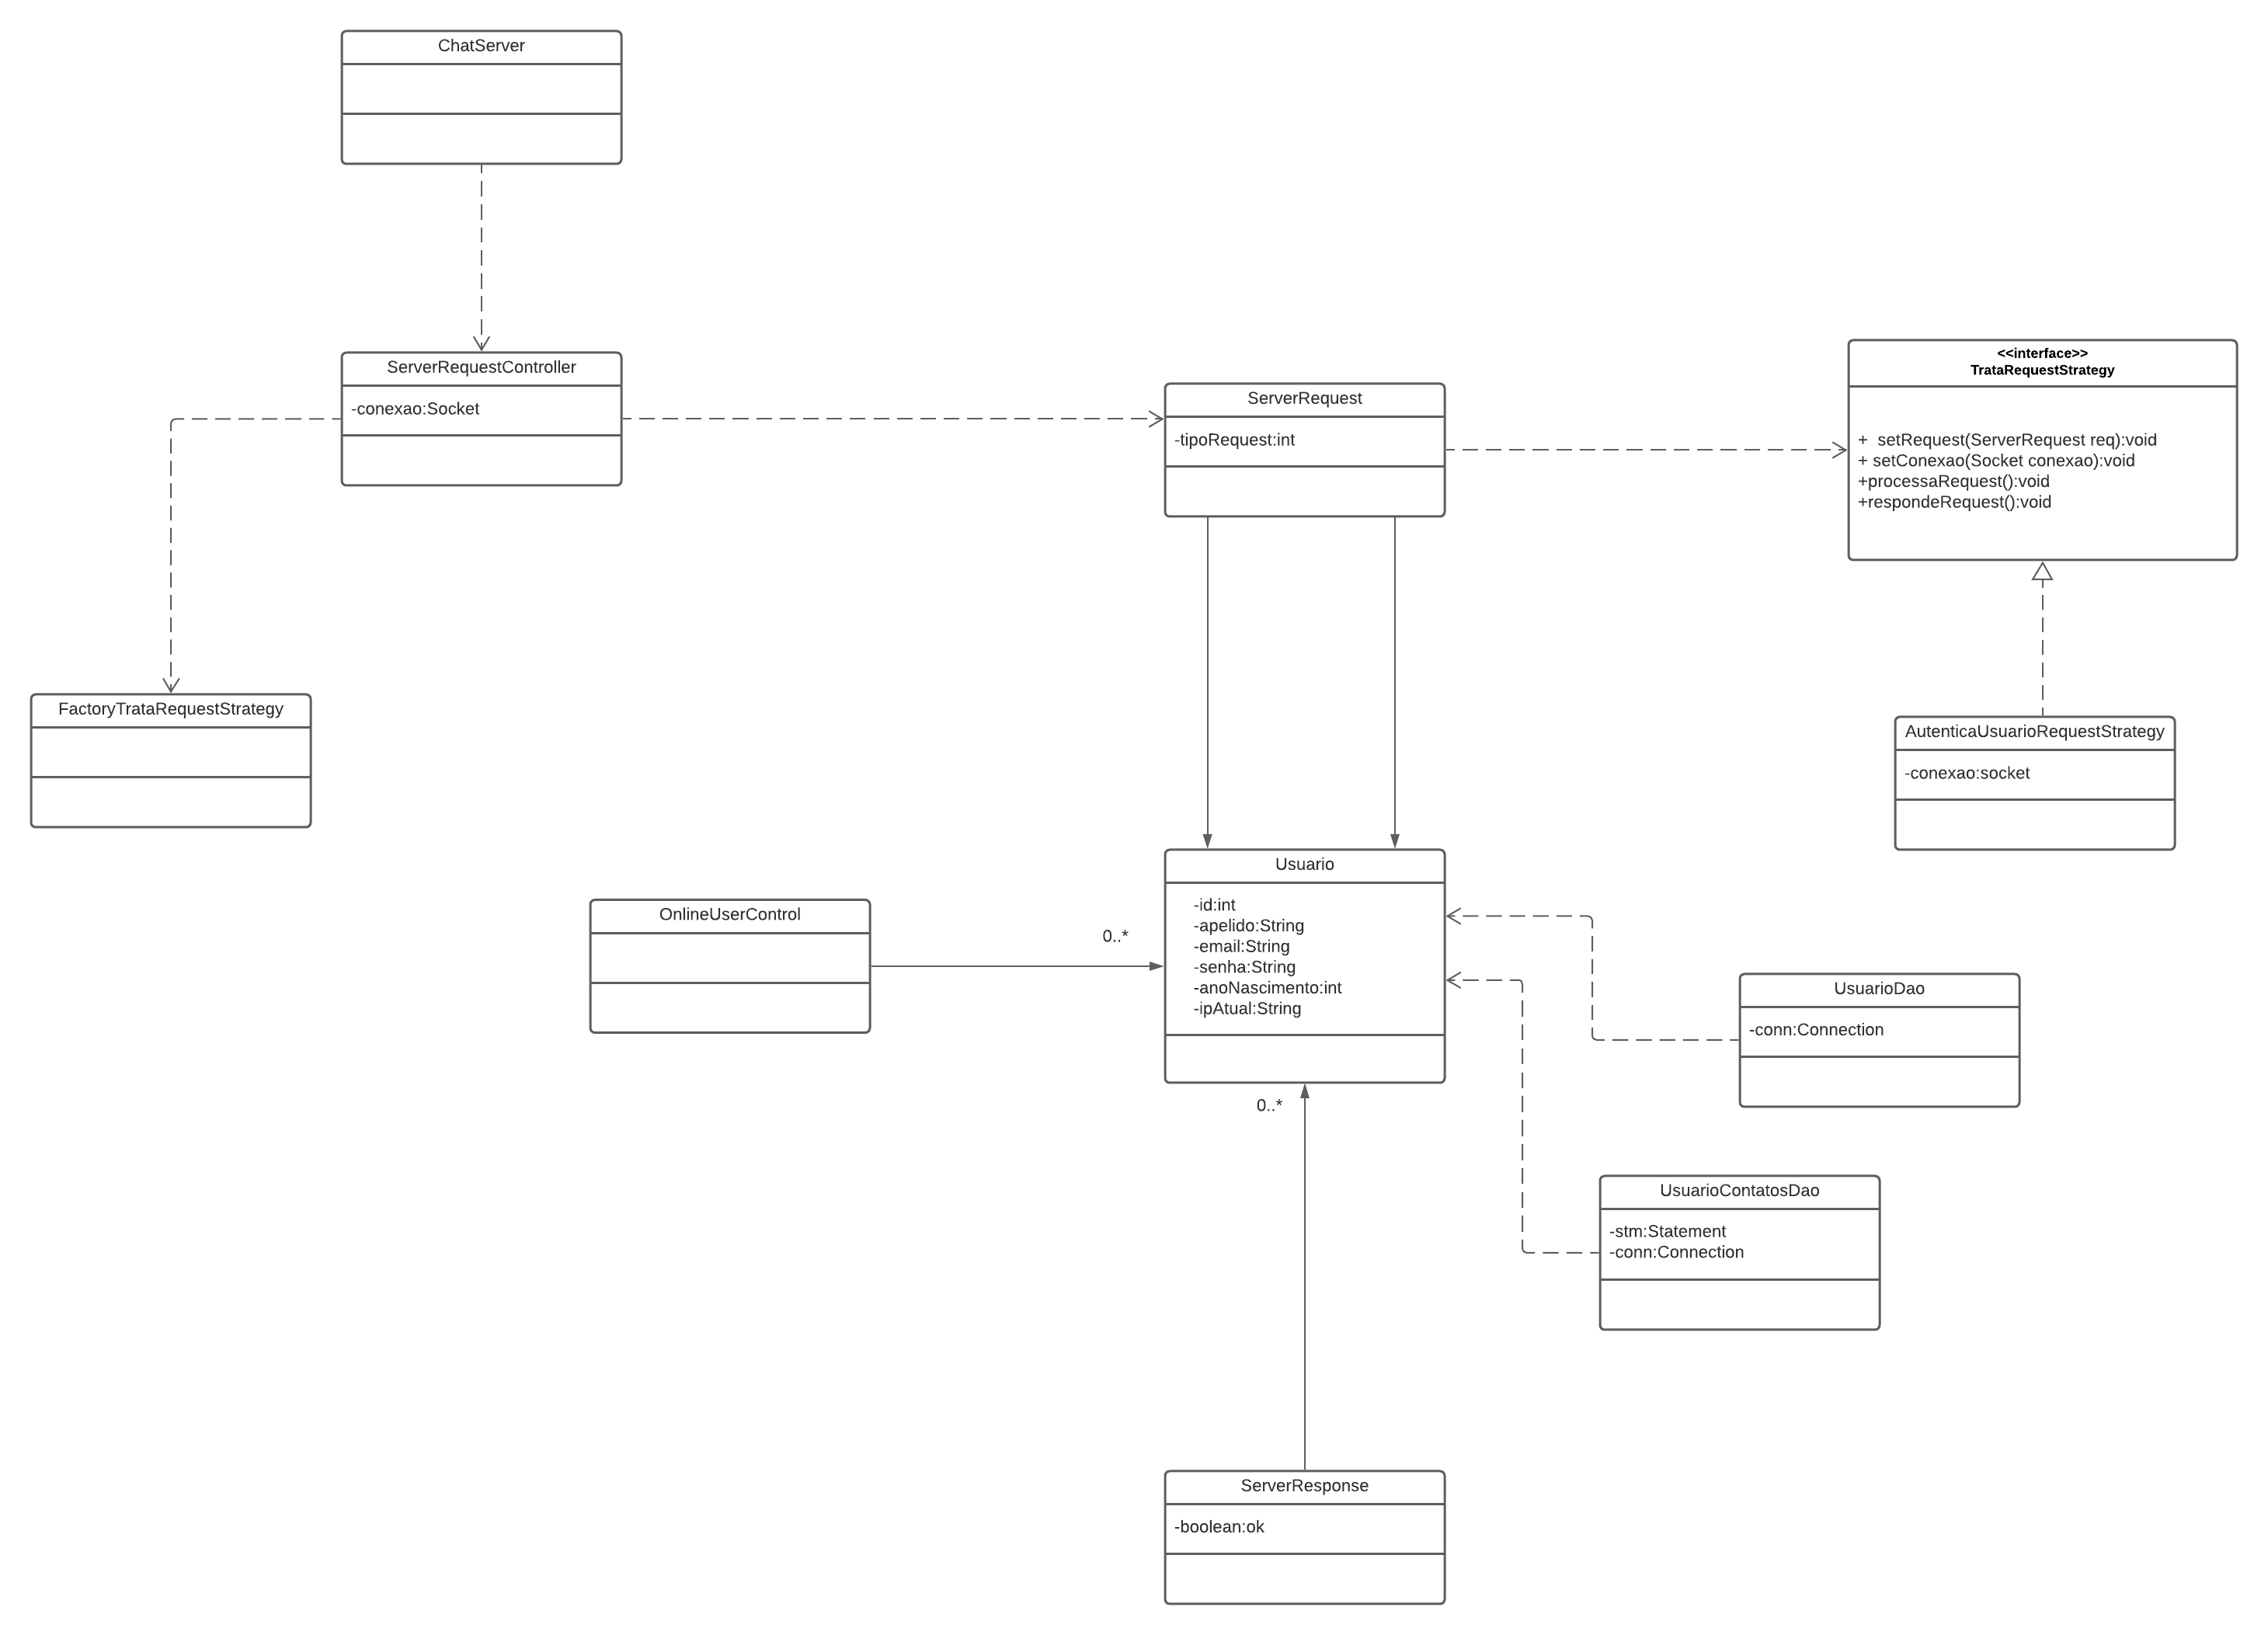 ChatServer
ServerRequestController
-conexao:Socket
ServerRequest
-tipoRequest:int
<<interface>>
TrataRequestStrategy
+  setRequest(ServerRequest req):void
+ setConexao(Socket conexao):void
+processaRequest():void
+respondeRequest():void
FactoryTrataRequestStrategy
AutenticaUsuarioRequestStrategy
-conexao:socket
Usuario
-id:int
-apelido:String
-email:String
-senha:String
-anoNascimento:int
-ipAtual:String
OnlineUserControl
0..*
UsuarioDao
-conn:Connection
0..*
UsuarioContatosDao
-stm:Statement
-conn:Connection
ServerResponse
-boolean:ok